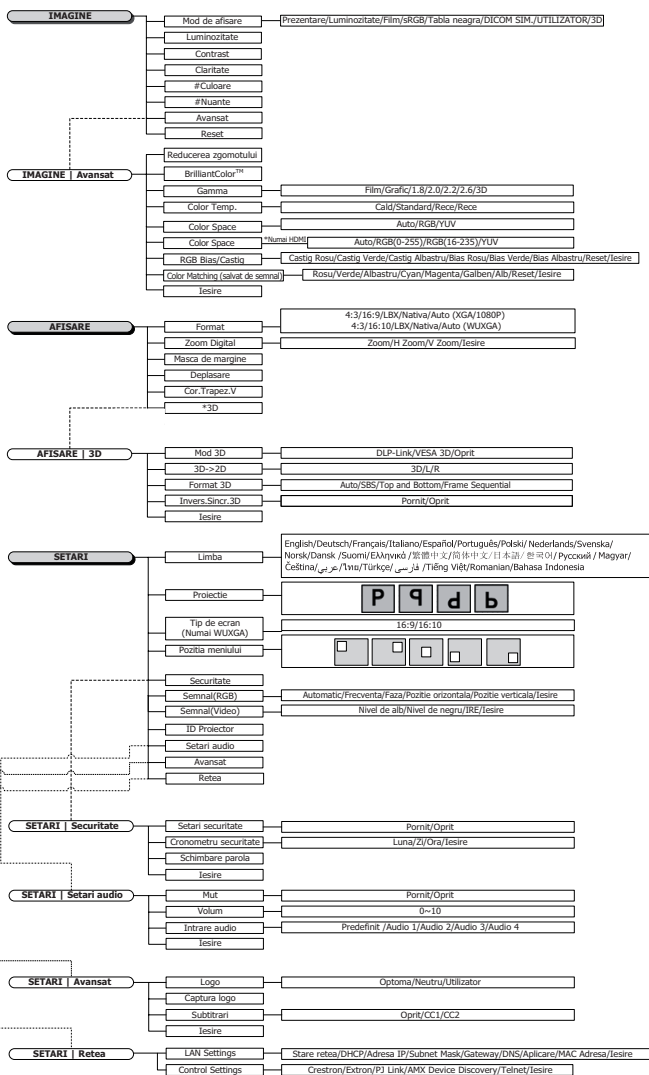 IMAGINE
Mod de afisare
Prezentare/Luminozitate/Film/sRGB/Tabla neagra/DICOM SIM./UTILIZATOR/3D
Luminozitate
Contrast
Claritate
#Culoare
#Nuante
Avansat
Reset
IMAGINE | Avansat
Reducerea zgomotului
BrilliantColor™
Gamma
Film/Grafic/1.8/2.0/2.2/2.6/3D
Color Temp.
Cald/Standard/Rece/Rece
Color Space
Auto/RGB/YUV
Color Space
*Numai HDMI
Auto/RGB(0-255)/RGB(16-235)/YUV
RGB Bias/Castig
Castig Rosu/Castig Verde/Castig Albastru/Bias Rosu/Bias Verde/Bias Albastru/Reset/Iesire
Color Matching (salvat de semnal)
Rosu/Verde/Albastru/Cyan/Magenta/Galben/Alb/Reset/Iesire
Iesire
AFISARE
Format
4:3/16:9/LBX/Nativa/Auto (XGA/1080P)
4:3/16:10/LBX/Nativa/Auto (WUXGA)
Zoom Digital
Zoom/H Zoom/V Zoom/Iesire
Masca de margine
Deplasare
Cor.Trapez.V
*3D
AFISARE | 3D
Mod 3D
DLP-Link/VESA 3D/Oprit
3D->2D
3D/L/R
Format 3D
Auto/SBS/Top and Bottom/Frame Sequential
Invers.Sincr.3D
Pornit/Oprit
Iesire
SETARI
Limba
English/Deutsch/Français/Italiano/Español/Português/Polski/ Nederlands/Svenska/
Norsk/Dansk /Suomi/Ελληνικά /繁體中文/简体中文/日本語/ 한국어/ Русский / Magyar/
Čeština/عربي/ไทย/Türkçe/ فارسی /Tiếng Việt/Romanian/Bahasa Indonesia
Proiectie
P P P P
Tip de ecran
(Numai WUXGA)
16:9/16:10
Pozitia meniului
Securitate
Semnal(RGB)
Automatic/Frecventa/Faza/Pozitie orizontala/Pozitie verticala/Iesire
Semnal(Video)
Nivel de alb/Nivel de negru/IRE/Iesire
ID Proiector
Setari audio
Avansat
Retea
SETARI | Securitate
Setari securitate
Pornit/Oprit
Cronometru securitate
Luna/Zi/Ora/Iesire
Schimbare parola
Iesire
SETARI | Setari audio
Mut
Pornit/Oprit
Volum
0~10
Intrare audio
Predefinit /Audio 1/Audio 2/Audio 3/Audio 4
Iesire
SETARI | Avansat
Logo
Optoma/Neutru/Utilizator
Captura logo
Subtitrari
Oprit/CC1/CC2
Iesire
SETARI | Retea
LAN Settings
Stare retea/DHCP/Adresa IP/Subnet Mask/Gateway/DNS/Aplicare/MAC Adresa/Iesire
Control Settings
Crestron/Extron/PJ Link/AMX Device Discovery/Telnet/Iesire